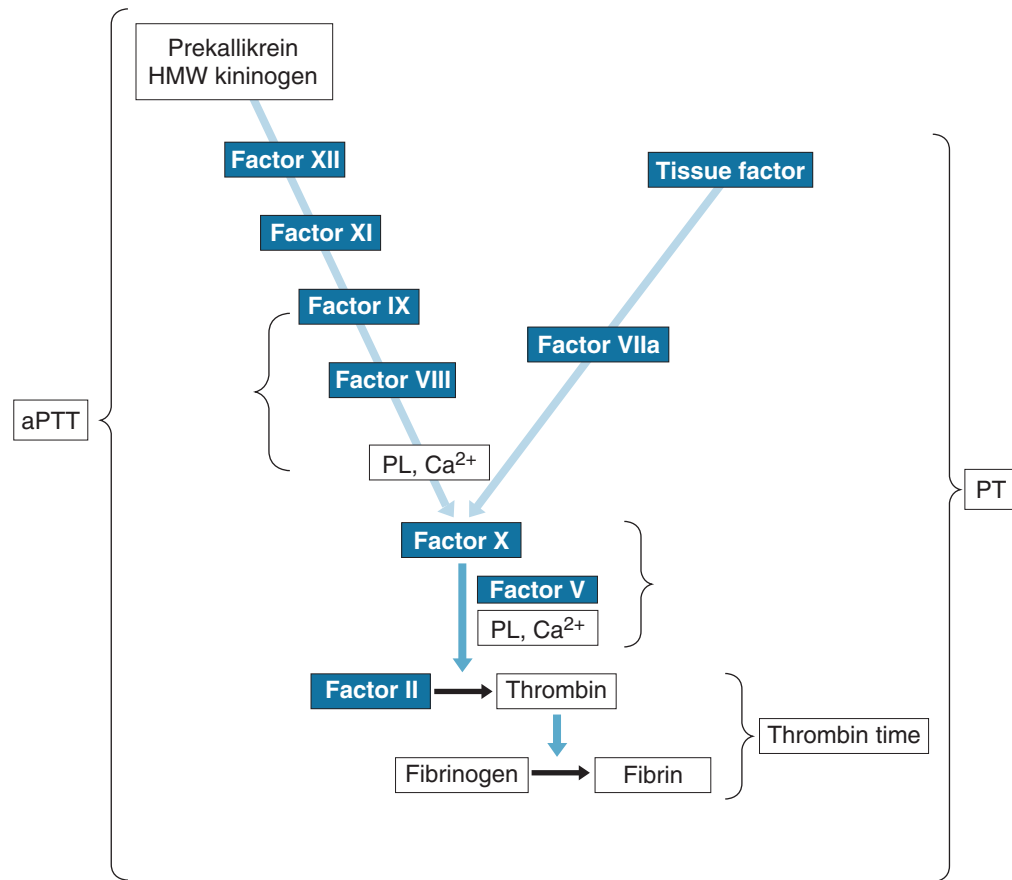 Prekallikrein
HMW kininogen
Factor XII
Tissue factor
Factor XI
Factor IX
Factor VIIa
Factor VIII
aPTT
PL, Ca²⁺
PT
Factor X
Factor V
PL, Ca²⁺
Factor II
Thrombin
Thrombin time
Fibrinogen
Fibrin